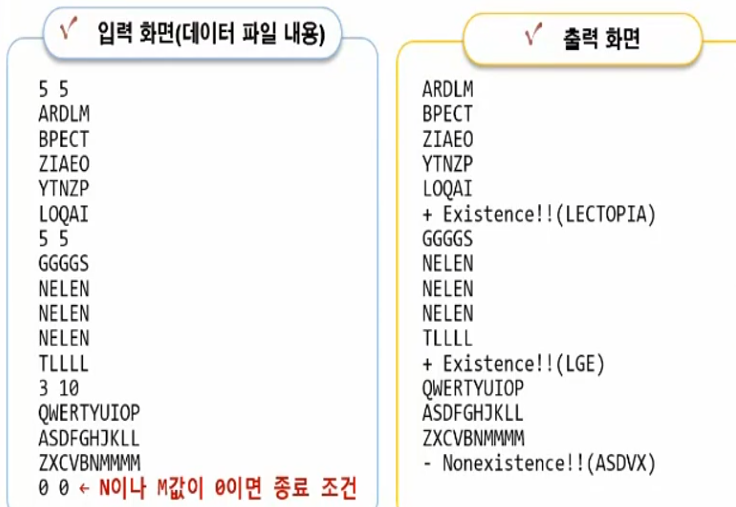 ✓ 입력 화면(데이터 파일 내용)
5 5
ARDLM
BPECT
ZIAEO
YTNZP
LOQAI
5 5
GGGGS
NELEN
NELEN
NELEN
TLLLL
3 10
QWERTYUIOP
ASDFGHJKLL
ZXCVBNMMMM
0 0 ← N이나 M값이 0이면 종료 조건
✓ 출력 화면
ARDLM
BPECT
ZIAEO
YTNZP
LOQAI
+ Existence!!(LECTOPIA)
GGGGS
NELEN
NELEN
NELEN
TLLLL
+ Existence!!(LGE)
QWERTYUIOP
ASDFGHJKLL
ZXCVBNMMMM
- Nonexistence!!(ASDVX)